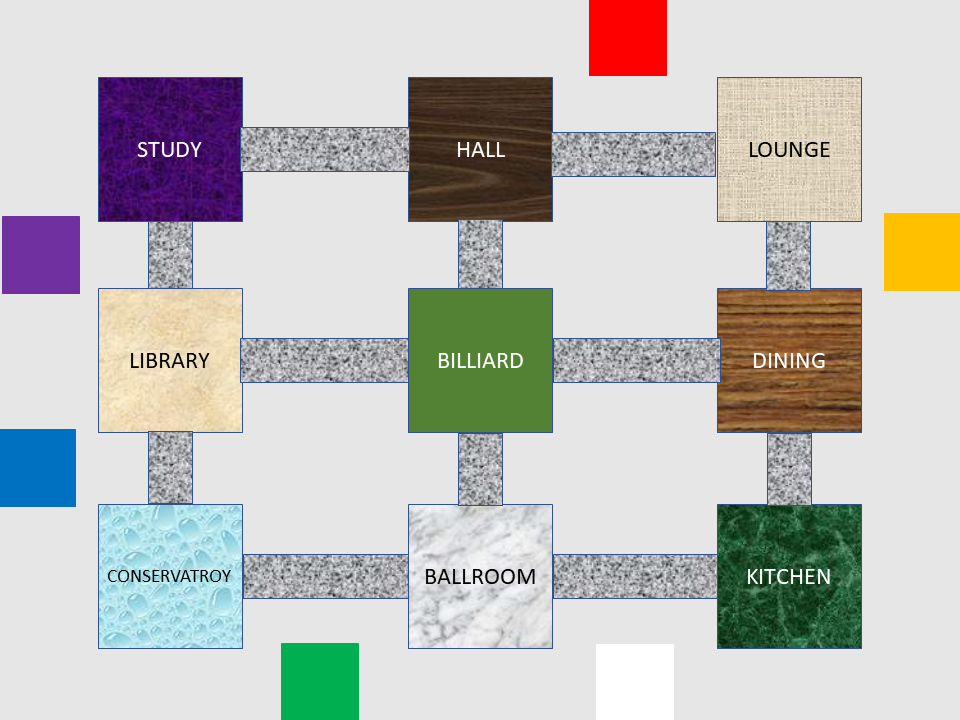 STUDY
HALL
LOUNGE
LIBRARY
BILLIARD
DINING
CONSERVATROY
BALLROOM
KITCHEN